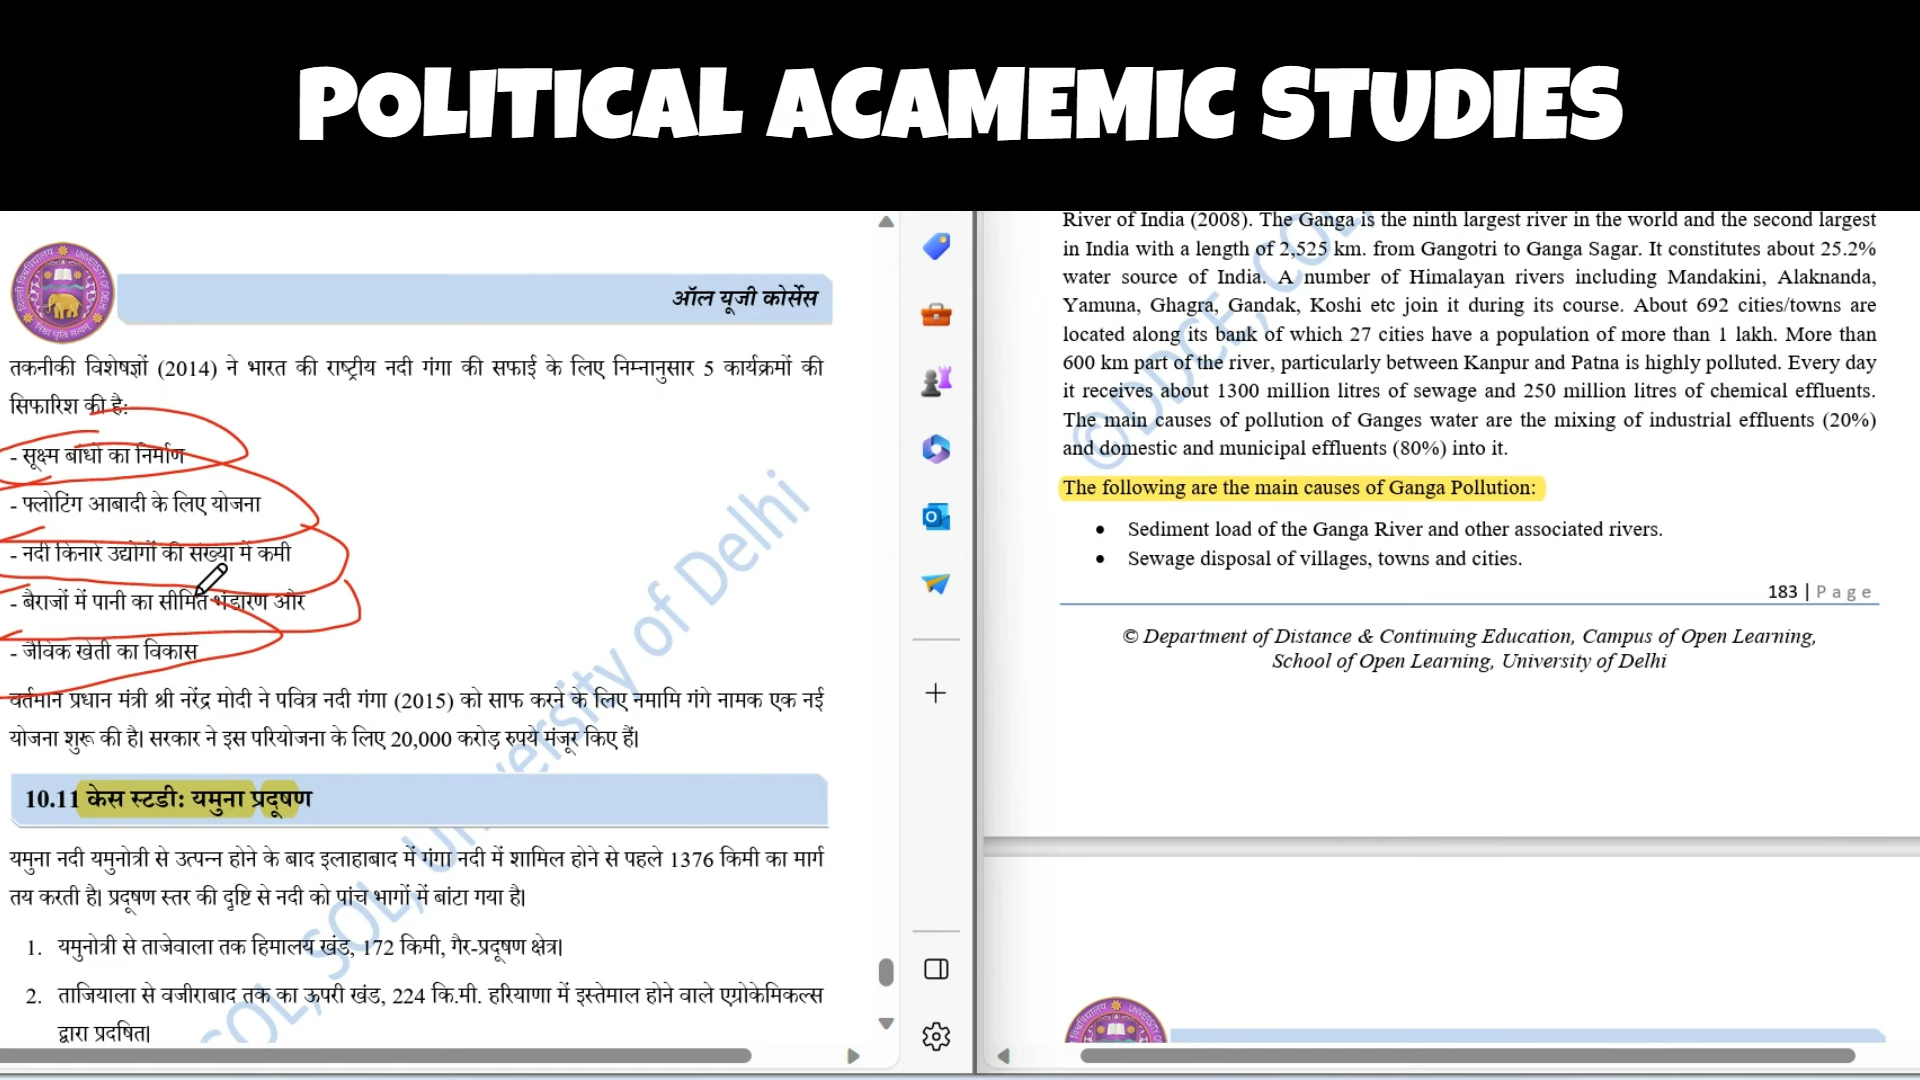 POLITICAL ACAMEMIC STUDIES
ऑल यूजी कोर्सेस
तकनीकी विशेषज्ञों (2014) ने भारत की राष्ट्रीय नदी गंगा की सफाई के लिए निम्नानुसार 5 कार्यक्रमों की
सिफारिश की है:
- सूक्ष्म बांधों का निर्माण
- फ्लोटिंग आबादी के लिए योजना
- नदी किनारे उद्योगों की संख्या में कमी
- बैराजों में पानी का सीमित भंडारण और
- जैविक खेती का विकास
वर्तमान प्रधान मंत्री श्री नरेंद्र मोदी ने पवित्र नदी गंगा (2015) को साफ करने के लिए नमामि गंगे नामक एक नई
योजना शुरू की है। सरकार ने इस परियोजना के लिए 20,000 करोड़ रुपये मंजूर किए हैं।
10.11 केस स्टडी: यमुना प्रदूषण
यमुना नदी यमुनोत्री से उत्पन्न होने के बाद इलाहाबाद में गंगा नदी में शामिल होने से पहले 1376 किमी का मार्ग
तय करती है। प्रदूषण स्तर की दृष्टि से नदी को पांच भागों में बांटा गया है।
1. यमुनोत्री से ताजेवाला तक हिमालय खंड, 172 किमी, गैर-प्रदूषण क्षेत्र।
2. ताजियाला से वजीराबाद तक का ऊपरी खंड, 224 कि.मी. हरियाणा में इस्तेमाल होने वाले एग्रोकेमिकल्स
द्वारा प्रदूषित।
COL, SOL, University of Delhi
River of India (2008). The Ganga is the ninth largest river in the world and the second largest
in India with a length of 2,525 km. from Gangotri to Ganga Sagar. It constitutes about 25.2%
water source of India. A number of Himalayan rivers including Mandakini, Alaknanda,
Yamuna, Ghagra, Gandak, Koshi etc join it during its course. About 692 cities/towns are
located along its bank of which 27 cities have a population of more than 1 lakh. More than
600 km part of the river, particularly between Kanpur and Patna is highly polluted. Every day
it receives about 1300 million litres of sewage and 250 million litres of chemical effluents.
The main causes of pollution of Ganges water are the mixing of industrial effluents (20%)
and domestic and municipal effluents (80%) into it.
The following are the main causes of Ganga Pollution:
• Sediment load of the Ganga River and other associated rivers.
• Sewage disposal of villages, towns and cities.
183 | Page
© Department of Distance & Continuing Education, Campus of Open Learning,
School of Open Learning, University of Delhi
©DDCE, COL